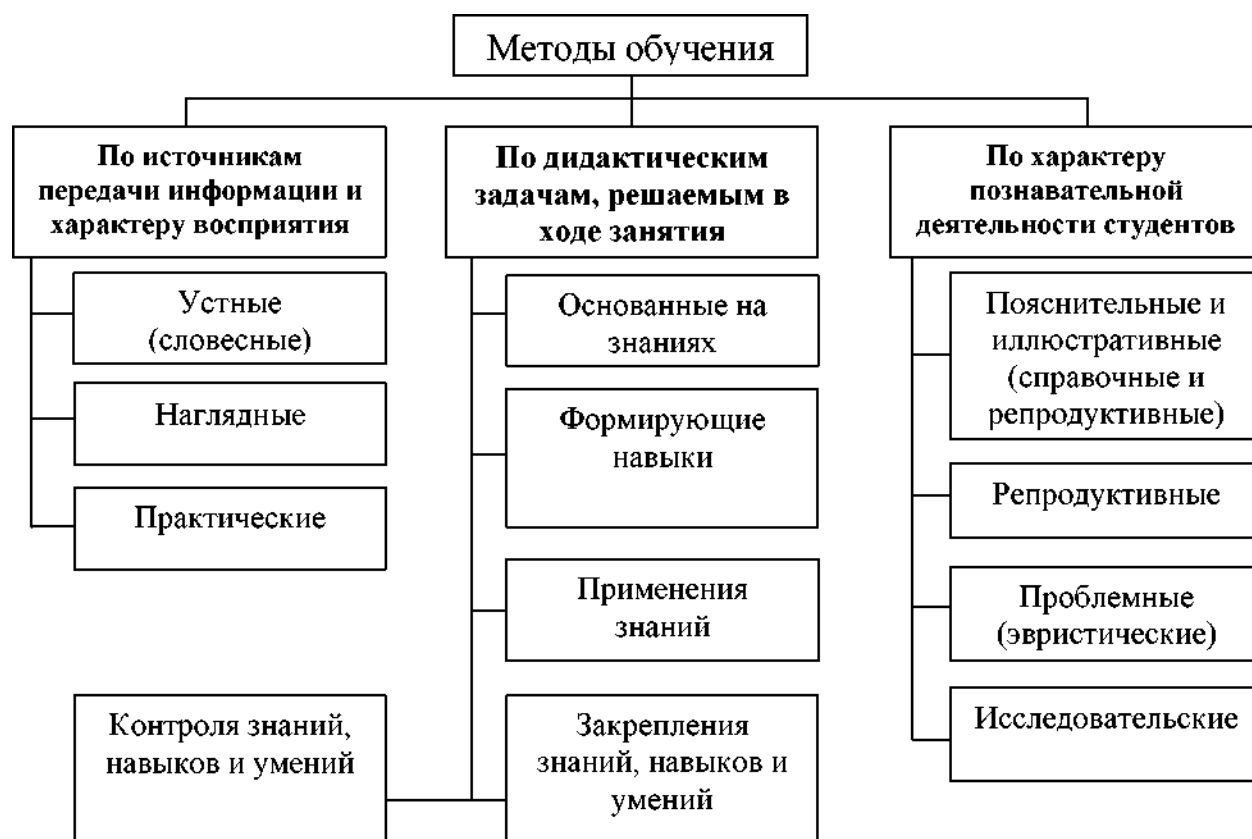 Методы обучения
По источникам
передачи информации и
характеру восприятия
Устные
(словесные)
Наглядные
Практические
По дидактическим
задачам, решаемым в
ходе занятия
Основанные на
знаниях
Формирующие
навыки
Применения
знаний
Контроля знаний,
навыков и умений
Закрепления
знаний, навыков и
умений
По характеру
познавательной
деятельности студентов
Пояснительные и
иллюстративные
(справочные и
репродуктивные)
Репродуктивные
Проблемные
(эвристические)
Исследовательские